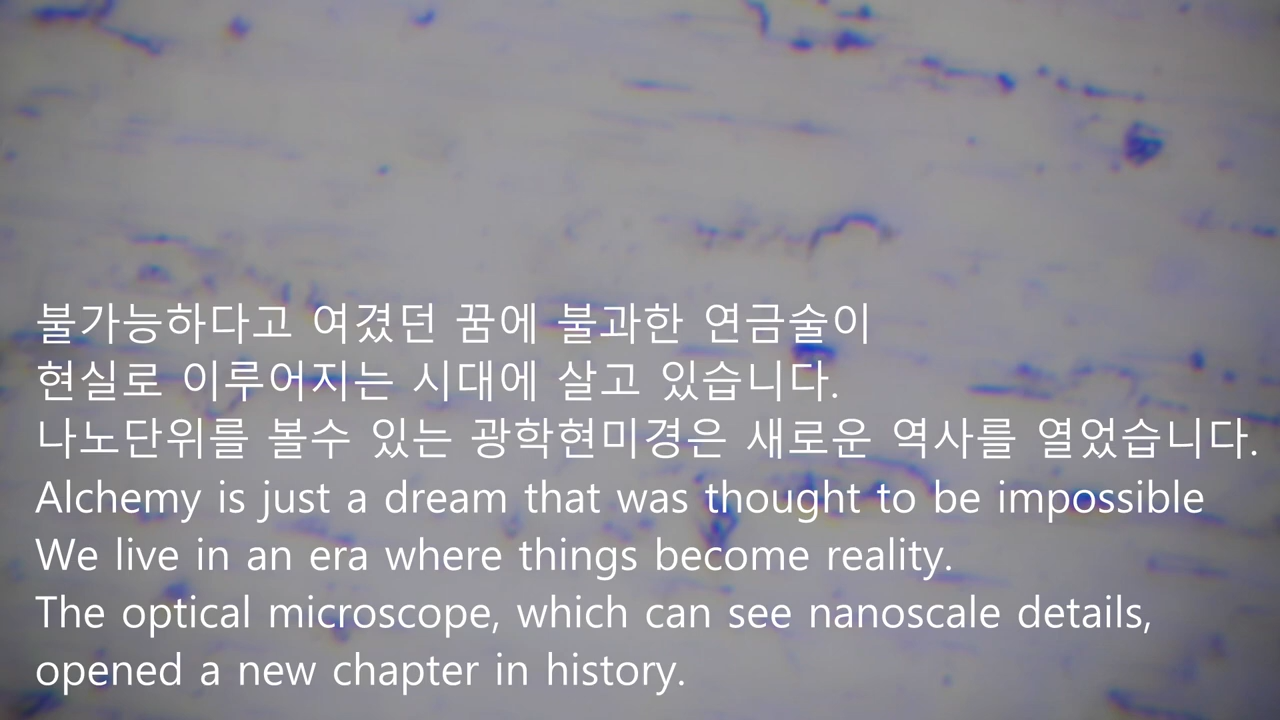 불가능하다고 여겼던 꿈에 불과한 연금술이
현실로 이루어지는 시대에 살고 있습니다.
나노단위를 볼수 있는 광학현미경은 새로운 역사를 열었습니다.
Alchemy is just a dream that was thought to be impossible
We live in an era where things become reality.
The optical microscope, which can see nanoscale details,
opened a new chapter in history.